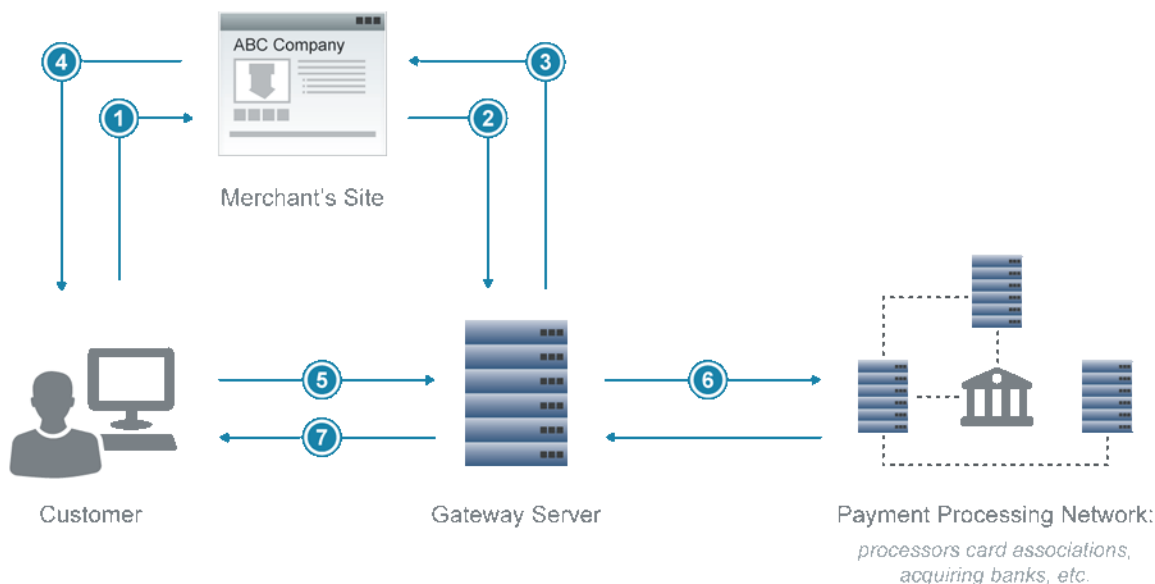 4
3
ABC Company
1
2
Merchant's Site
5
6
7
Customer
Gateway Server
Payment Processing Network:
processors card associations,
acquiring banks, etc.